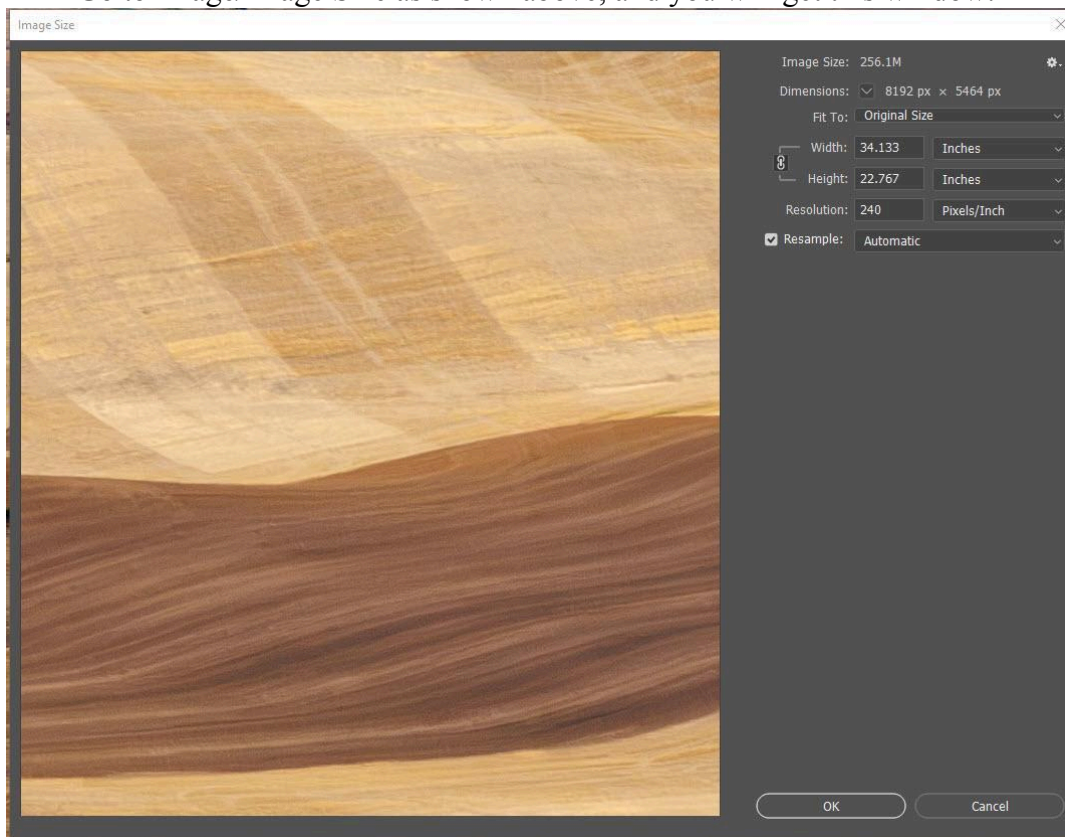 Image Size
Image Size: 256.1M
Dimensions: 8192 px × 5464 px
Fit To: Original Size
Width: 34.133 Inches
Height: 22.767 Inches
Resolution: 240 Pixels/Inch
Resample: Automatic
OK Cancel